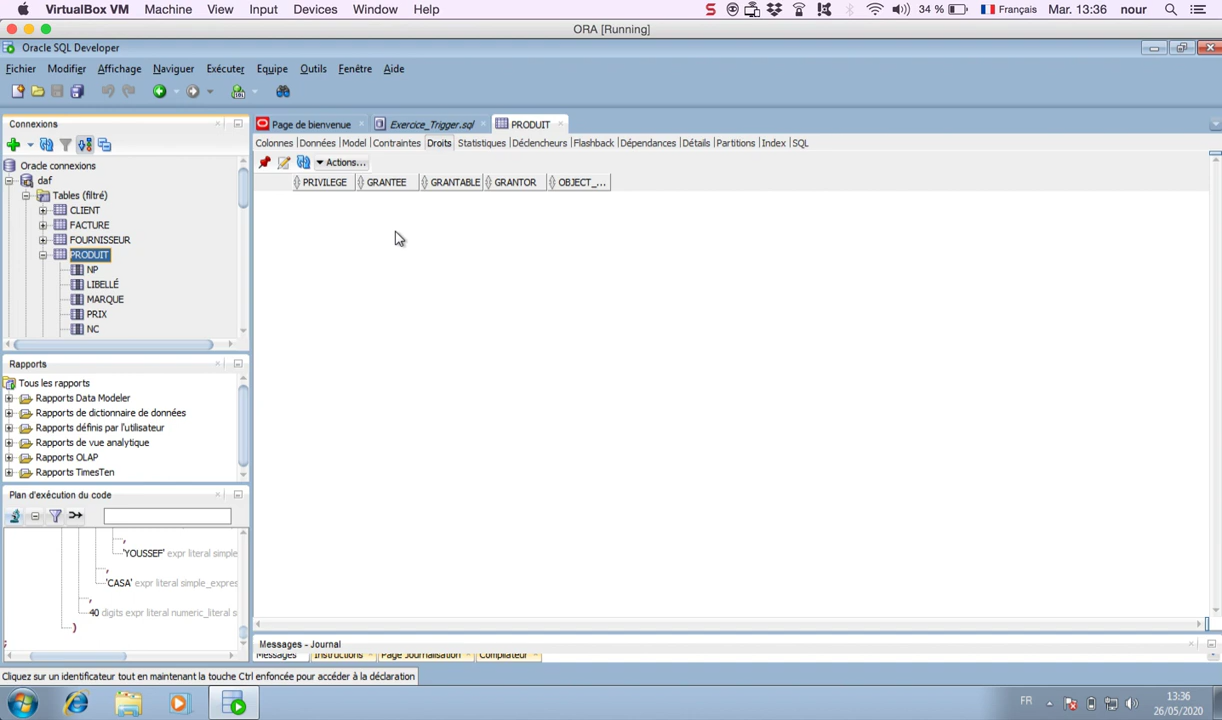 VirtualBox VM Machine View Input Devices Window Help 34 % Français Mar. 13:36 nour
ORA [Running]
Oracle SQL Developer
Fichier Modifier Affichage Naviguer Exécuter Equipe Outils Fenêtre Aide
Connexions
Page de bienvenue Exercice_Trigger.sql PRODUIT
Colonnes Données Model Contraintes Droits Statistiques Déclencheurs Flashback Dépendances Détails Partitions Index SQL
Actions...
PRIVILEGE GRANTEE GRANTABLE GRANTOR OBJECT_...
Oracle connexions
daf
Tables (filtré)
CLIENT
FACTURE
FOURNISSEUR
PRODUIT
NP
LIBELLÉ
MARQUE
PRIX
NC
Rapports
Tous les rapports
Rapports Data Modeler
Rapports de dictionnaire de données
Rapports définis par l'utilisateur
Rapports de vue analytique
Rapports OLAP
Rapports TimesTen
Plan d'exécution du code
,
'YOUSSEF' expr literal simple
,
'CASA' expr literal simple_expres
,
40 digits expr literal numeric_literal s
)
;
Messages - Journal
Messages Instructions Page Journalisation Compilateur
Cliquez sur un identificateur tout en maintenant la touche Ctrl enfoncée pour accéder à la déclaration
FR 13:36
26/05/2020